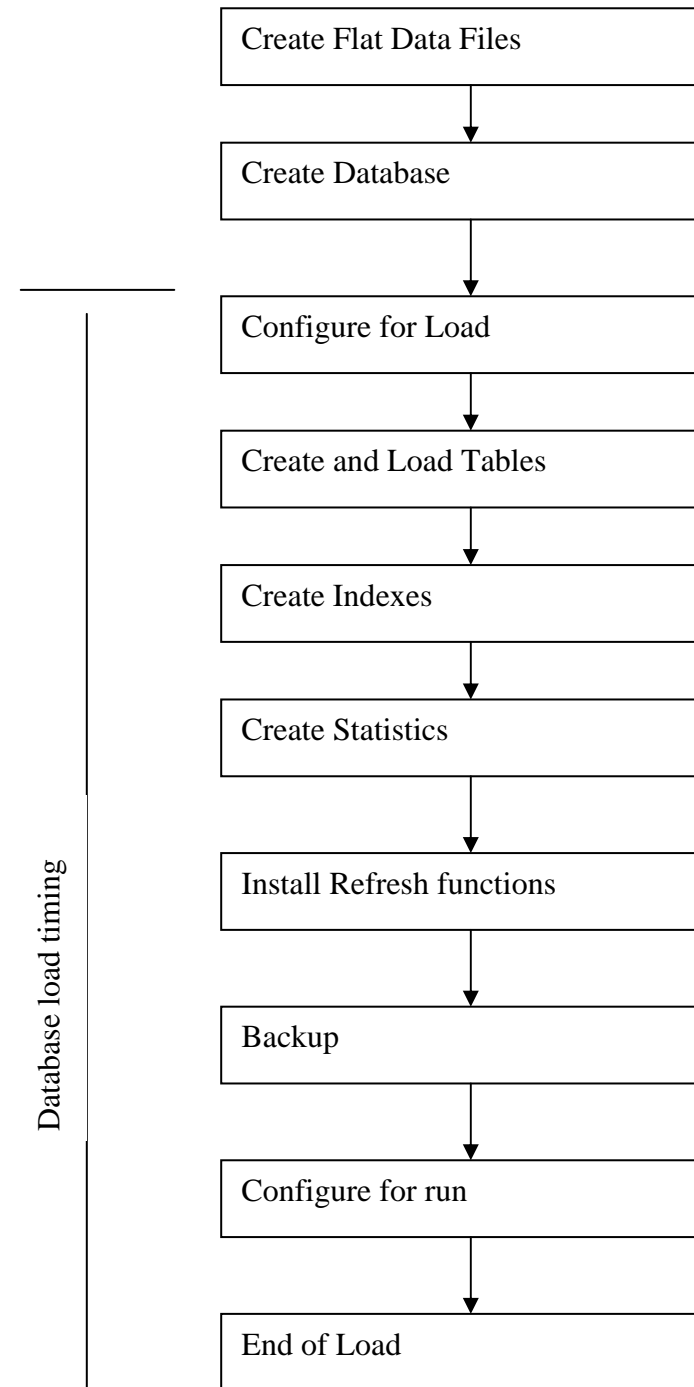 Create Flat Data Files
Create Database
Configure for Load
Create and Load Tables
Create Indexes
Create Statistics
Install Refresh functions
Backup
Configure for run
End of Load
Database load timing